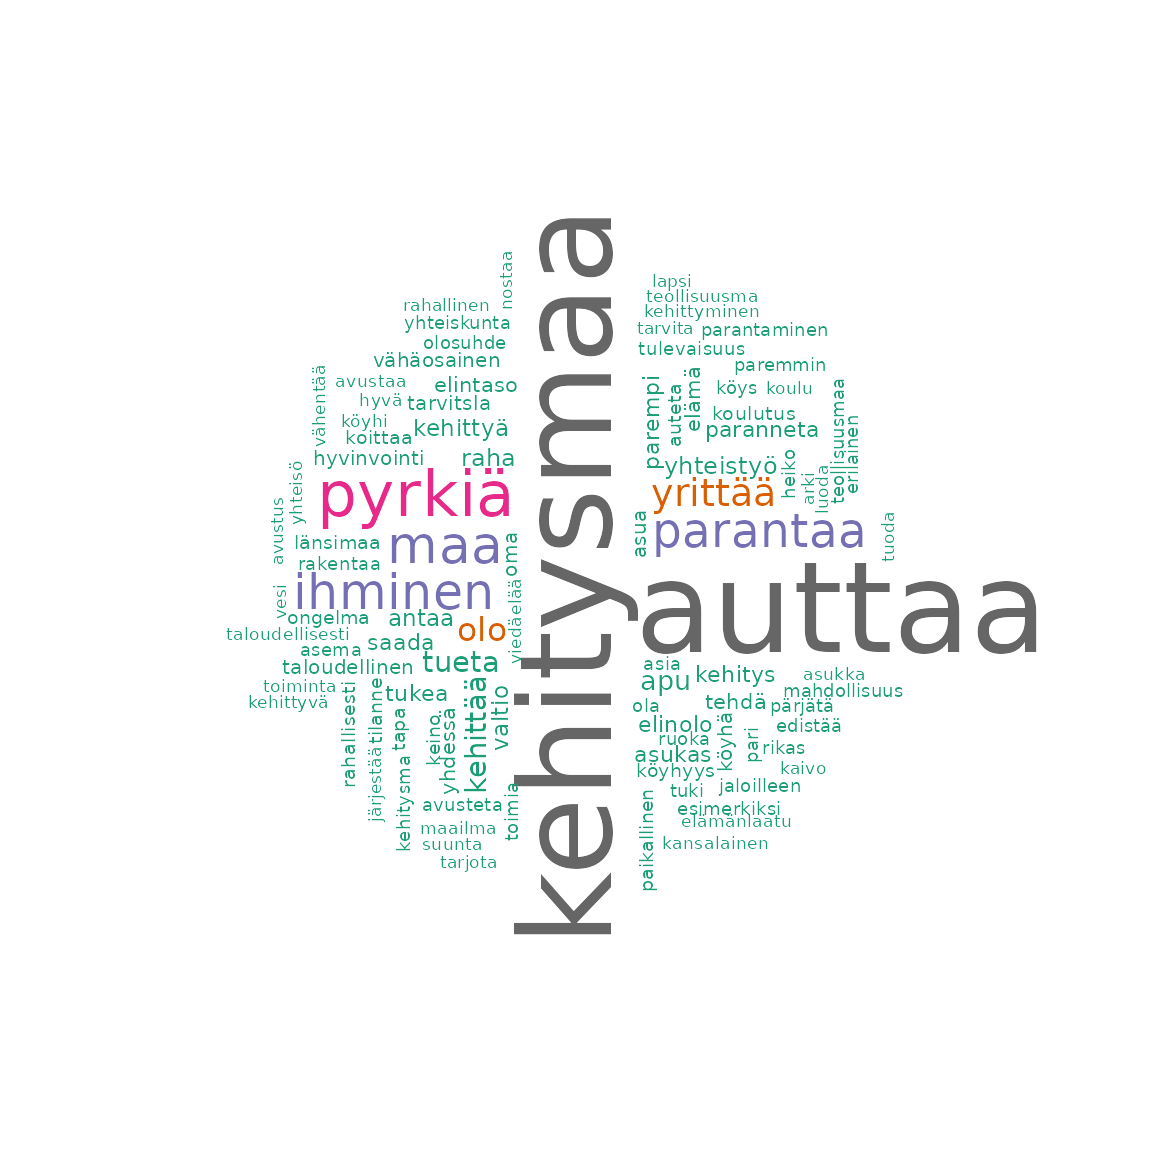 nostaa
rahallinen
yhteiskunta
olosuhde
vähäosainen
vähentää
avustaa
elintaso
hyvä
tarvitsla
köyhi
koittaa
kehittyä
hyvinvointi
raha
pyrkiä
yhteisö
avustus
länsimaa
maa
oma
rakentaa
ihminen
vesi
elää
viedä
ongelma
antaa
olo
taloudellisesti
saada
asema
tueta
taloudellinen
toiminta
tukea
kehittyvä
rahallisesti
tilanne
tapa
keino
yhdessä
kehittää
valtio
järjestää
kehitysma
avusteta
toimia
maailma
suunta
tarjota
kehitysmaa
lapsi
teollisuusma
kehittyminen
tarvita
parantaminen
tulevaisuus
paremmin
parempi
auteta
elämä
köys
koulu
koulutus
paranneta
teollisuusmaa
erilainen
yhteistyö
heiko
arki
luoda
yrittää
parantaa
asua
tuoda
auttaa
asia
apu
kehitys
asukka
mahdollisuus
ola
tehdä
pärjätä
elinolo
köyhä
edistää
ruoka
pari
rikas
asukas
köyhyys
kaivo
tuki
jaloilleen
esimerkiksi
elämänlaatu
paikallinen
kansalainen